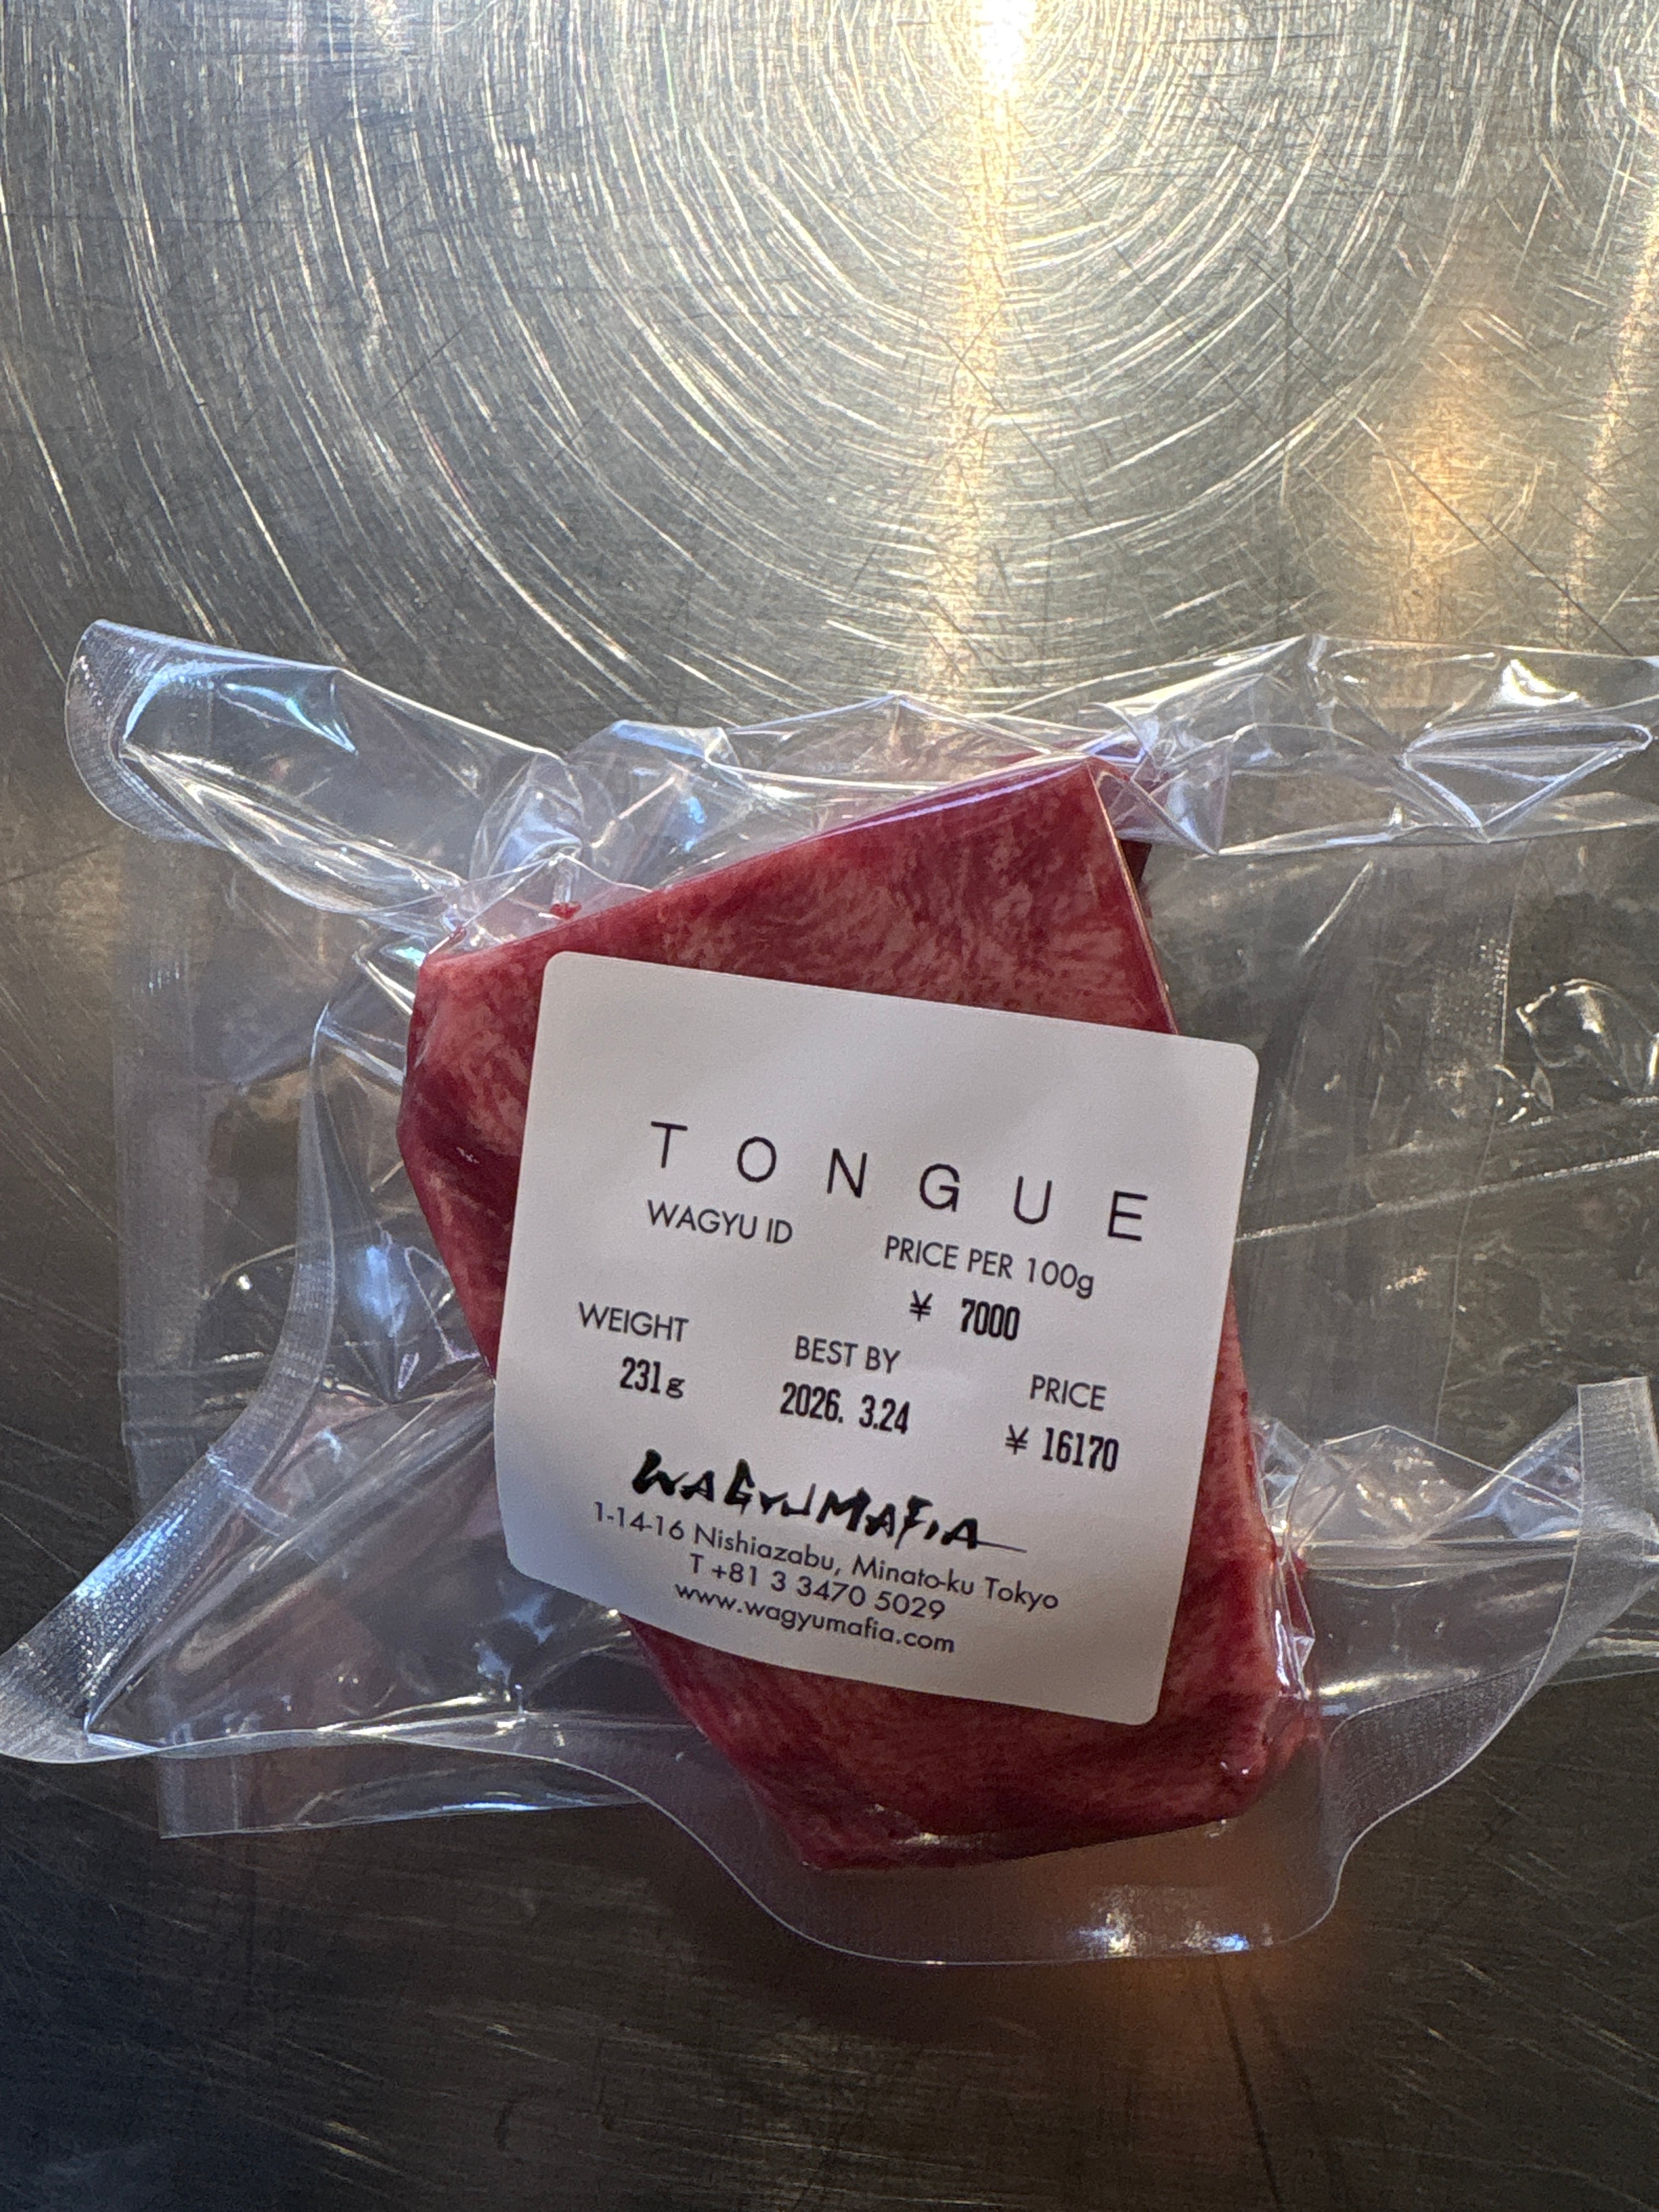 TONGUE
WAGYU ID
PRICE PER 100g
¥ 7000
WEIGHT
BEST BY
PRICE
231g
2026. 3.24
¥ 16170
WAGYUMAFIA
1-14-16 Nishiazabu, Minato-ku Tokyo
T +81 3 3470 5029
www.wagyumafia.com